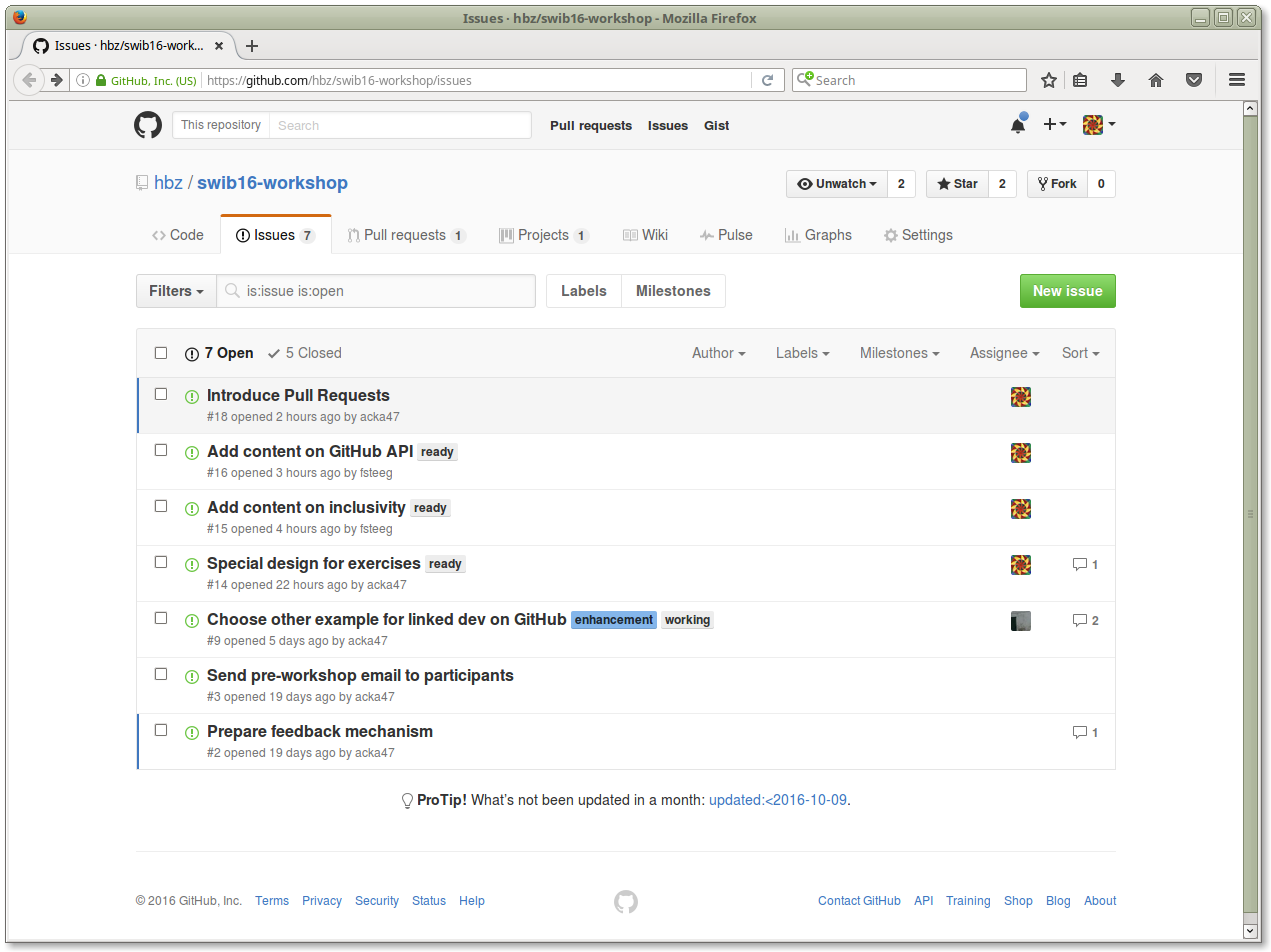 Issues · hbz/swib16-workshop - Mozilla Firefox
Issues · hbz/swib16-work...
GitHub, Inc. (US) https://github.com/hbz/swib16-workshop/issues Search
This repository Search Pull requests Issues Gist
hbz / swib16-workshop Unwatch 2 Star 2 Fork 0
Code Issues 7 Pull requests 1 Projects 1 Wiki Pulse Graphs Settings
Filters is:issue is:open Labels Milestones New issue
7 Open 5 Closed Author Labels Milestones Assignee Sort
Introduce Pull Requests
#18 opened 2 hours ago by acka47
Add content on GitHub API ready
#16 opened 3 hours ago by fsteeg
Add content on inclusivity ready
#15 opened 4 hours ago by fsteeg
Special design for exercises ready 1
#14 opened 22 hours ago by acka47
Choose other example for linked dev on GitHub enhancement working 2
#9 opened 5 days ago by acka47
Send pre-workshop email to participants
#3 opened 19 days ago by acka47
Prepare feedback mechanism 1
#2 opened 19 days ago by acka47
ProTip! What's not been updated in a month: updated:<2016-10-09.
© 2016 GitHub, Inc. Terms Privacy Security Status Help Contact GitHub API Training Shop Blog About